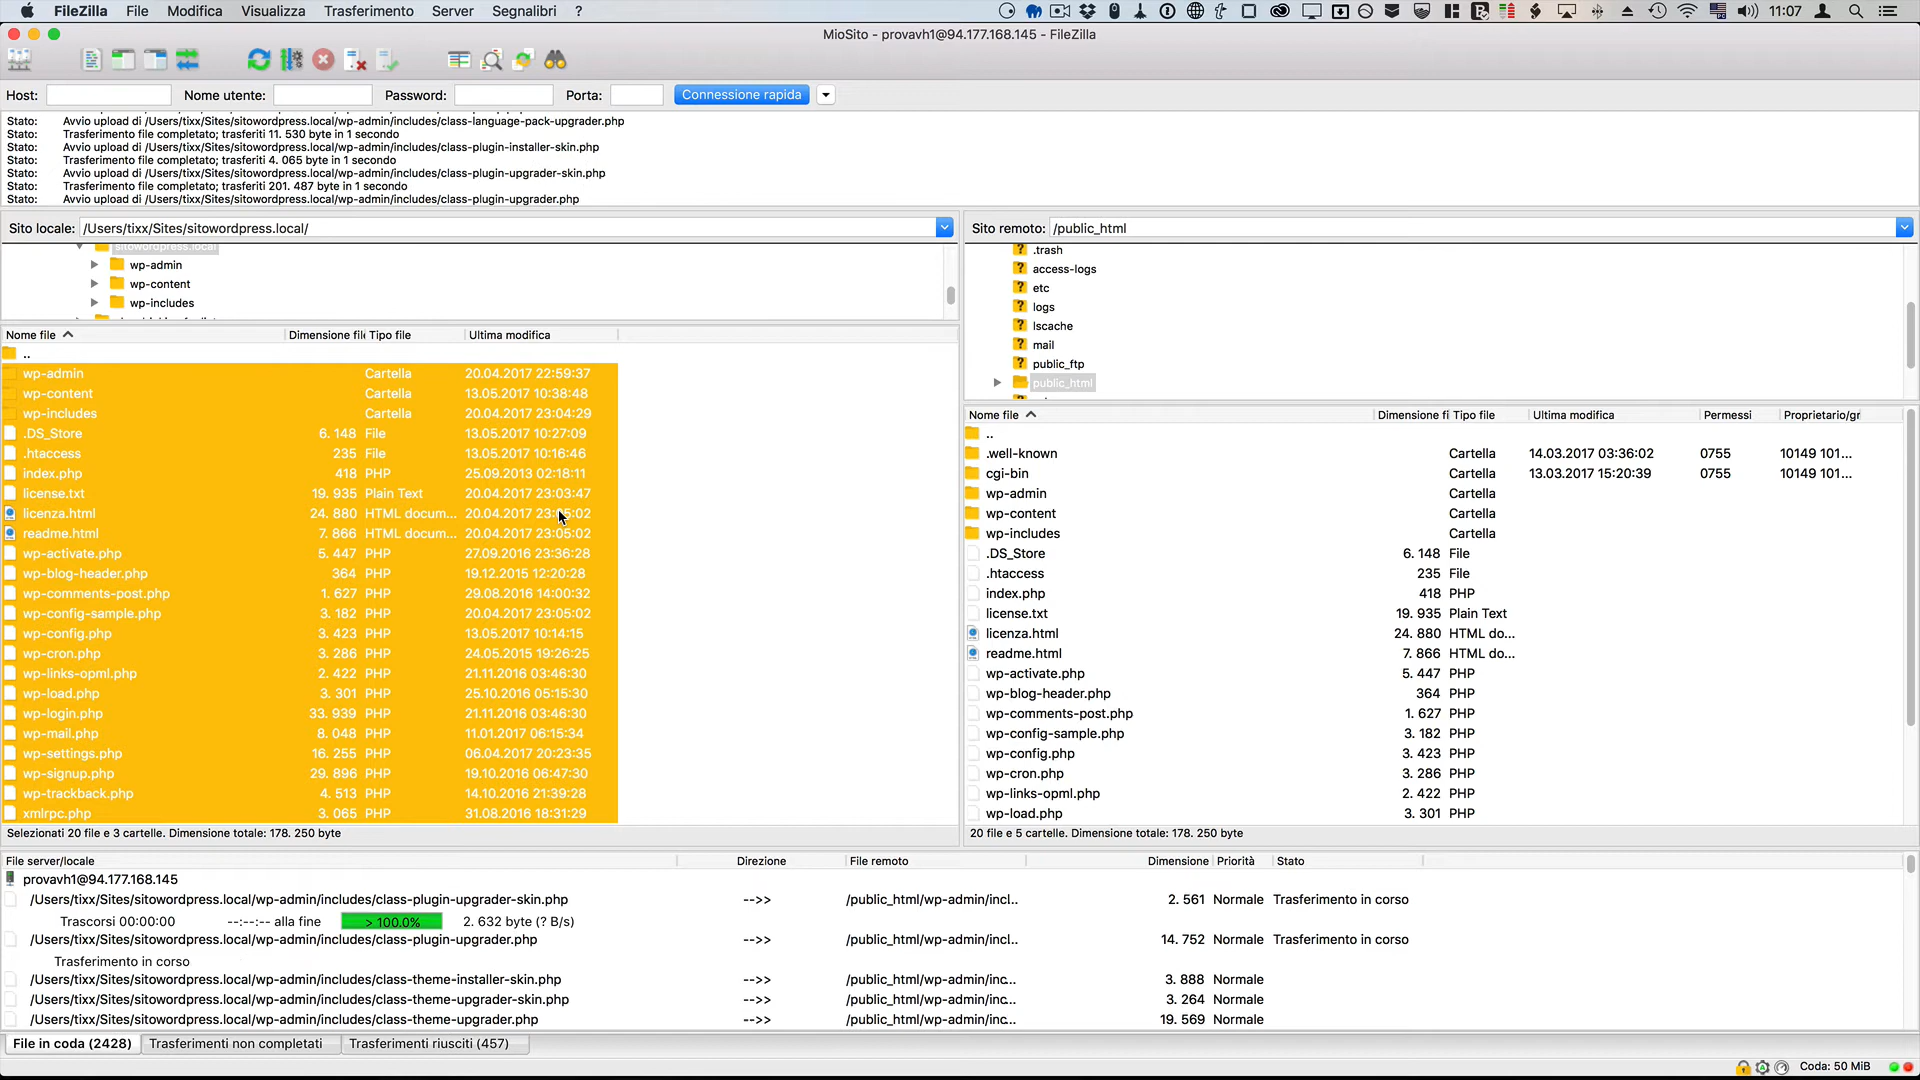 FileZilla File Modifica Visualizza Trasferimento Server Segnalibri ? 11:07
MioSito - provavh1@94.177.168.145 - FileZilla
Host: Nome utente: Password: Porta: Connessione rapida
Stato: Avvio upload di /Users/tixx/Sites/sitowordpress.local/wp-admin/includes/class-language-pack-upgrader.php
Stato: Trasferimento file completato; trasferiti 11. 530 byte in 1 secondo
Stato: Avvio upload di /Users/tixx/Sites/sitowordpress.local/wp-admin/includes/class-plugin-installer-skin.php
Stato: Trasferimento file completato; trasferiti 4. 065 byte in 1 secondo
Stato: Avvio upload di /Users/tixx/Sites/sitowordpress.local/wp-admin/includes/class-plugin-upgrader-skin.php
Stato: Trasferimento file completato; trasferiti 201. 487 byte in 1 secondo
Stato: Avvio upload di /Users/tixx/Sites/sitowordpress.local/wp-admin/includes/class-plugin-upgrader.php
Sito locale: /Users/tixx/Sites/sitowordpress.local/
sitowordpress.local
wp-admin
wp-content
wp-includes
Nome file Dimensione fil Tipo file Ultima modifica
..
wp-admin Cartella 20.04.2017 22:59:37
wp-content Cartella 13.05.2017 10:38:48
wp-includes Cartella 20.04.2017 23:04:29
.DS_Store 6. 148 File 13.05.2017 10:27:09
.htaccess 235 File 13.05.2017 10:16:46
index.php 418 PHP 25.09.2013 02:18:11
license.txt 19. 935 Plain Text 20.04.2017 23:03:47
licenza.html 24. 880 HTML docum... 20.04.2017 23:05:02
readme.html 7. 866 HTML docum... 20.04.2017 23:05:02
wp-activate.php 5. 447 PHP 27.09.2016 23:36:28
wp-blog-header.php 364 PHP 19.12.2015 12:20:28
wp-comments-post.php 1. 627 PHP 29.08.2016 14:00:32
wp-config-sample.php 3. 182 PHP 20.04.2017 23:05:02
wp-config.php 3. 423 PHP 13.05.2017 10:14:15
wp-cron.php 3. 286 PHP 24.05.2015 19:26:25
wp-links-opml.php 2. 422 PHP 21.11.2016 03:46:30
wp-load.php 3. 301 PHP 25.10.2016 05:15:30
wp-login.php 33. 939 PHP 21.11.2016 03:46:30
wp-mail.php 8. 048 PHP 11.01.2017 06:15:34
wp-settings.php 16. 255 PHP 06.04.2017 20:23:35
wp-signup.php 29. 896 PHP 19.10.2016 06:47:30
wp-trackback.php 4. 513 PHP 14.10.2016 21:39:28
xmlrpc.php 3. 065 PHP 31.08.2016 18:31:29
Selezionati 20 file e 3 cartelle. Dimensione totale: 178. 250 byte
Sito remoto: /public_html
.trash
access-logs
etc
logs
lscache
mail
public_ftp
public_html
Nome file Dimensione fi Tipo file Ultima modifica Permessi Proprietario/gr
..
.well-known Cartella 14.03.2017 03:36:02 0755 10149 101...
cgi-bin Cartella 13.03.2017 15:20:39 0755 10149 101...
wp-admin Cartella
wp-content Cartella
wp-includes Cartella
.DS_Store 6. 148 File
.htaccess 235 File
index.php 418 PHP
license.txt 19. 935 Plain Text
licenza.html 24. 880 HTML do...
readme.html 7. 866 HTML do...
wp-activate.php 5. 447 PHP
wp-blog-header.php 364 PHP
wp-comments-post.php 1. 627 PHP
wp-config-sample.php 3. 182 PHP
wp-config.php 3. 423 PHP
wp-cron.php 3. 286 PHP
wp-links-opml.php 2. 422 PHP
wp-load.php 3. 301 PHP
20 file e 5 cartelle. Dimensione totale: 178. 250 byte
File server/locale Direzione File remoto Dimensione Priorità Stato
provavh1@94.177.168.145
/Users/tixx/Sites/sitowordpress.local/wp-admin/includes/class-plugin-upgrader-skin.php -->> /public_html/wp-admin/incl.. 2. 561 Normale Trasferimento in corso
Trascorsi 00:00:00 --:--:-- alla fine > 100.0% 2. 632 byte (? B/s)
/Users/tixx/Sites/sitowordpress.local/wp-admin/includes/class-plugin-upgrader.php -->> /public_html/wp-admin/incl.. 14. 752 Normale Trasferimento in corso
Trasferimento in corso
/Users/tixx/Sites/sitowordpress.local/wp-admin/includes/class-theme-installer-skin.php -->> /public_html/wp-admin/inc... 3. 888 Normale
/Users/tixx/Sites/sitowordpress.local/wp-admin/includes/class-theme-upgrader-skin.php -->> /public_html/wp-admin/inc... 3. 264 Normale
/Users/tixx/Sites/sitowordpress.local/wp-admin/includes/class-theme-upgrader.php -->> /public_html/wp-admin/inc... 19. 569 Normale
File in coda (2428) Trasferimenti non completati Trasferimenti riusciti (457)
Coda: 50 MiB